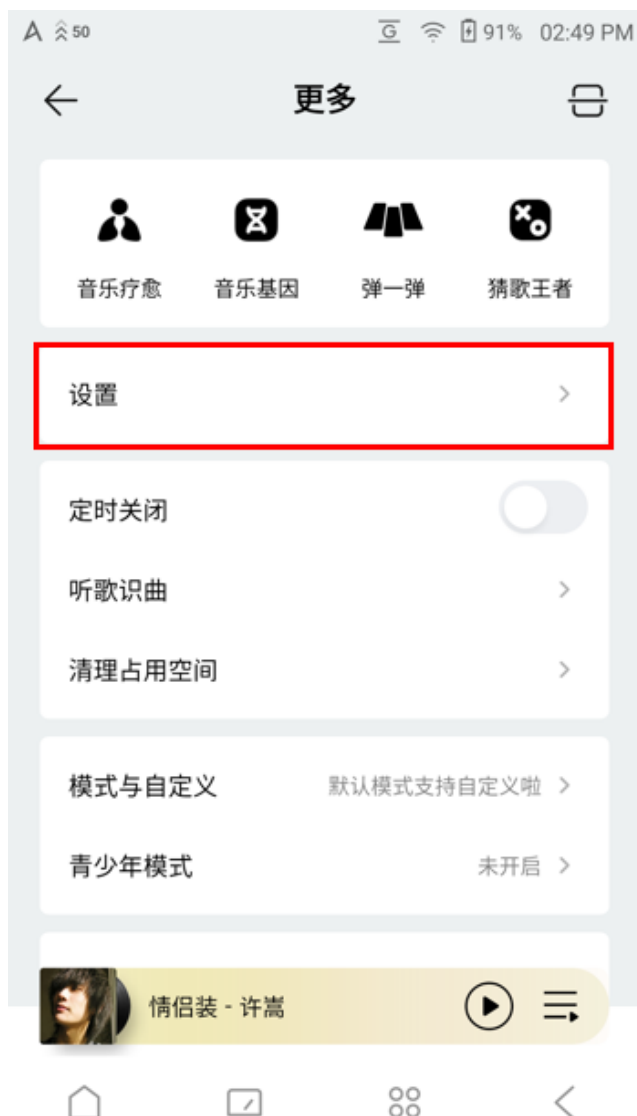 A 50 G 91% 02:49 PM
更多
音乐疗愈 音乐基因 弹一弹 猜歌王者
设置
定时关闭
听歌识曲
清理占用空间
模式与自定义 默认模式支持自定义啦
青少年模式 未开启
情侣装 - 许嵩